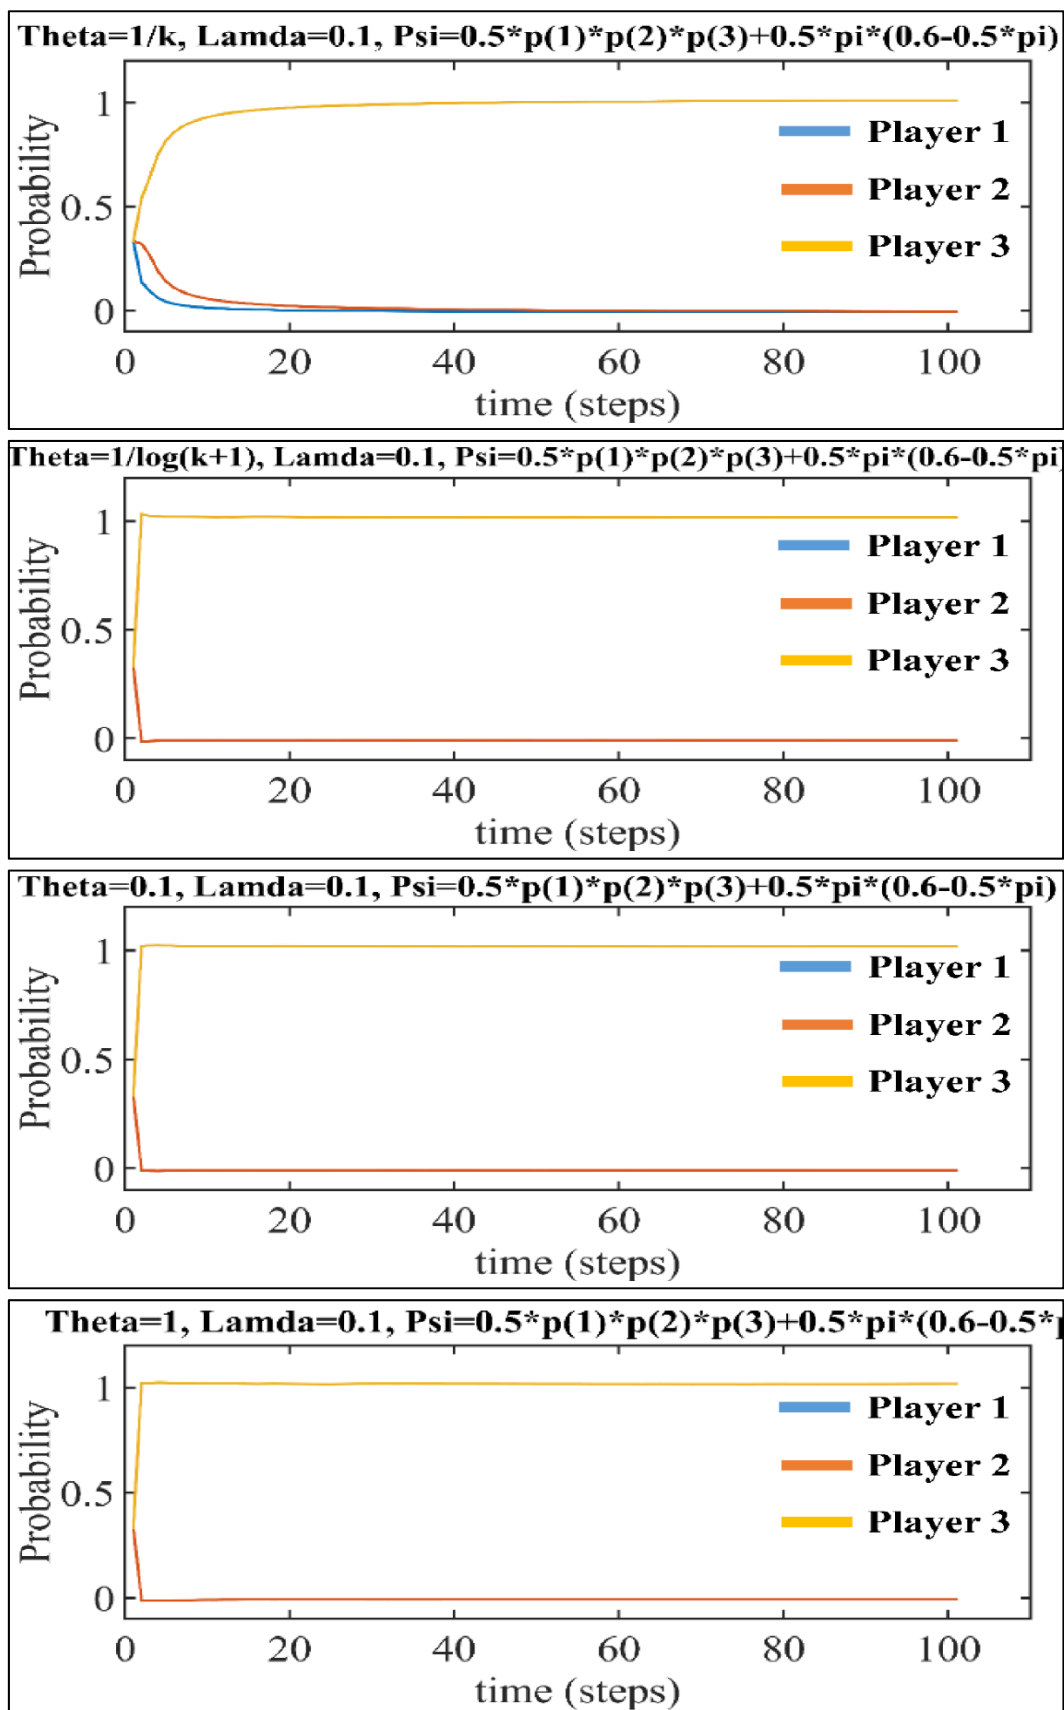 Theta=1/k, Lamda=0.1, Psi=0.5*p(1)*p(2)*p(3)+0.5*pi*(0.6-0.5*pi)
Probability
1
0.5
0
Player 1
Player 2
Player 3
0 20 40 60 80 100
time (steps)
Theta=1/log(k+1), Lamda=0.1, Psi=0.5*p(1)*p(2)*p(3)+0.5*pi*(0.6-0.5*pi)
Probability
1
0.5
0
Player 1
Player 2
Player 3
0 20 40 60 80 100
time (steps)
Theta=0.1, Lamda=0.1, Psi=0.5*p(1)*p(2)*p(3)+0.5*pi*(0.6-0.5*pi)
Probability
1
0.5
0
Player 1
Player 2
Player 3
0 20 40 60 80 100
time (steps)
Theta=1, Lamda=0.1, Psi=0.5*p(1)*p(2)*p(3)+0.5*pi*(0.6-0.5*p
Probability
1
0.5
0
Player 1
Player 2
Player 3
0 20 40 60 80 100
time (steps)